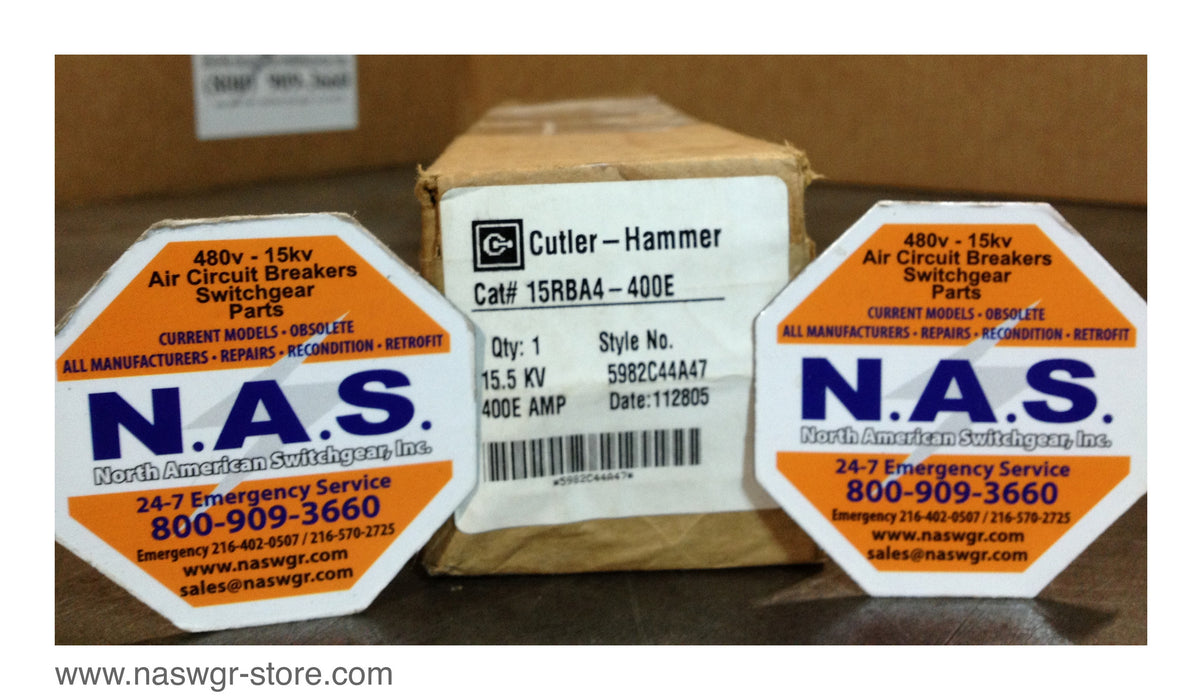 480v - 15kv
Air Circuit Breakers
Switchgear
Parts
CURRENT MODELS • OBSOLETE
ALL MANUFACTURERS • REPAIRS • RECONDITION • RETROFIT
N.A.S.
North American Switchgear, Inc.
24-7 Emergency Service
800-909-3660
Emergency 216-402-0507 / 216-570-2725
www.naswgr.com
sales@naswgr.com
Cutler-Hammer
Cat# 15RBA4-400E
Qty: 1 Style No.
15.5 KV 5982C44A47
400E AMP Date:112805
*5982C44A47*
480v - 15kv
Air Circuit Breakers
Switchgear
Parts
CURRENT MODELS • OBSOLETE
ALL MANUFACTURERS • REPAIRS • RECONDITION • RETROFIT
N.A.S.
North American Switchgear, Inc.
24-7 Emergency Service
800-909-3660
Emergency 216-402-0507 / 216-570-2725
www.naswgr.com
sales@naswgr.com
www.naswgr-store.com